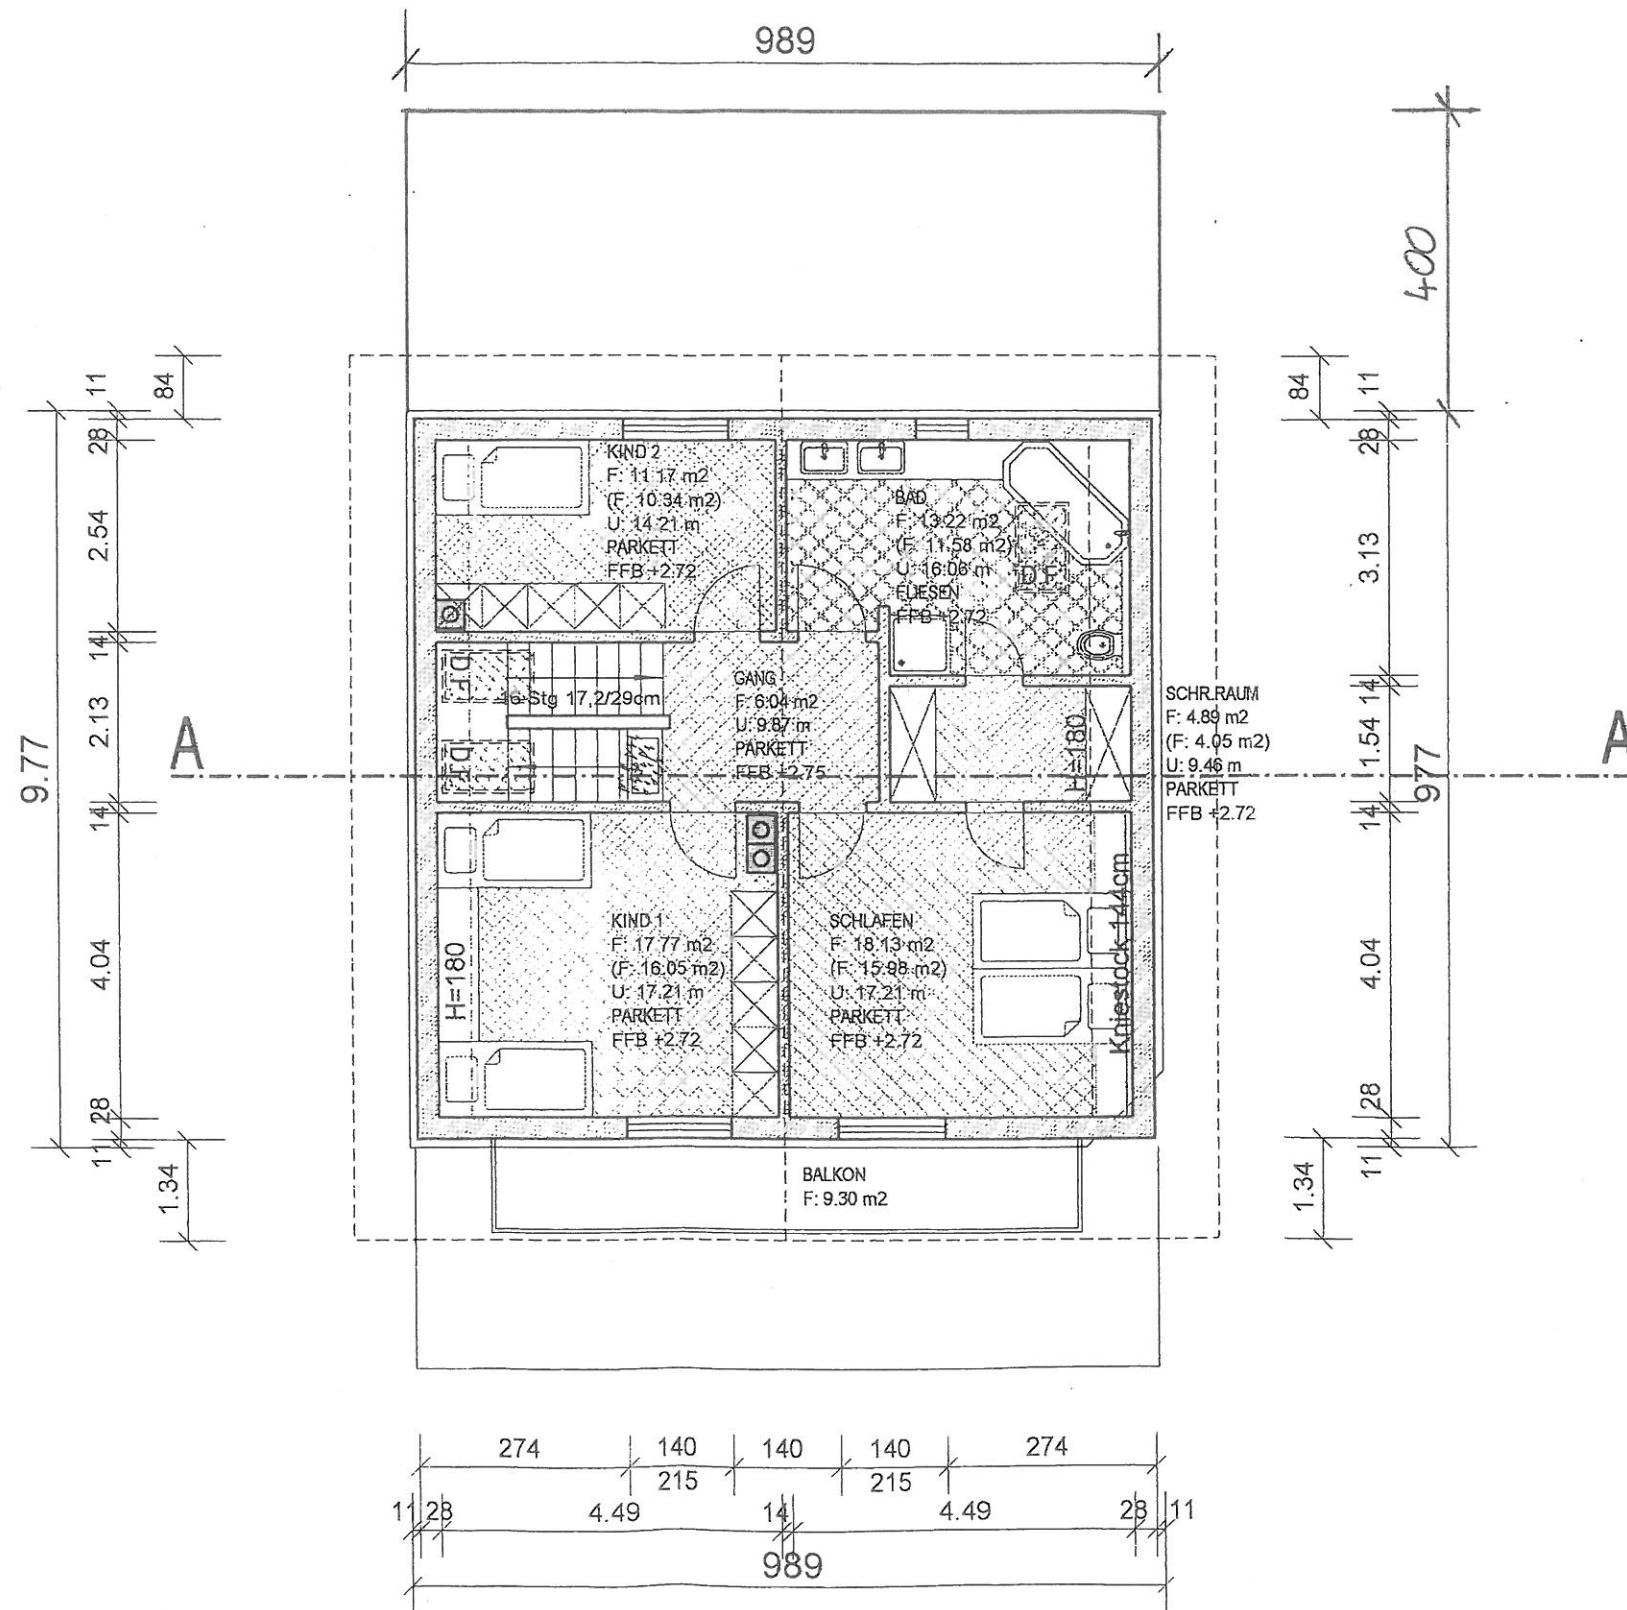 989
400
84
11
28
2.54
14
2.13
9.77
14
4.04
28
11
1.34
84
11
28
3.13
14
1.54
977
14
4.04
28
11
1.34
KIND 2
F: 11.17 m2
(F: 10.34 m2)
U: 14.21 m
PARKETT
FFB +2.72
BAD
F: 13.22 m2
(F: 11.58 m2)
U: 16.06 m
FLIESEN
FFB +2.72
D.F.
D.F.
16 Stg 17,2/29cm
D.F.
GANG
F: 6.04 m2
U: 9.87 m
PARKETT
FFB +2.75
H=180
SCHR.RAUM
F: 4.89 m2
(F: 4.05 m2)
U: 9.46 m
PARKETT
FFB +2.72
A
A
KIND 1
F: 17.77 m2
(F: 16.05 m2)
U: 17.21 m
PARKETT
FFB +2.72
H=180
SCHLAFEN
F: 18.13 m2
(F: 15.98 m2)
U: 17.21 m
PARKETT
FFB +2.72
Kniestock 144cm
BALKON
F: 9.30 m2
274 140 140 140 274
215 215
11 28 4.49 14 4.49 28 11
989